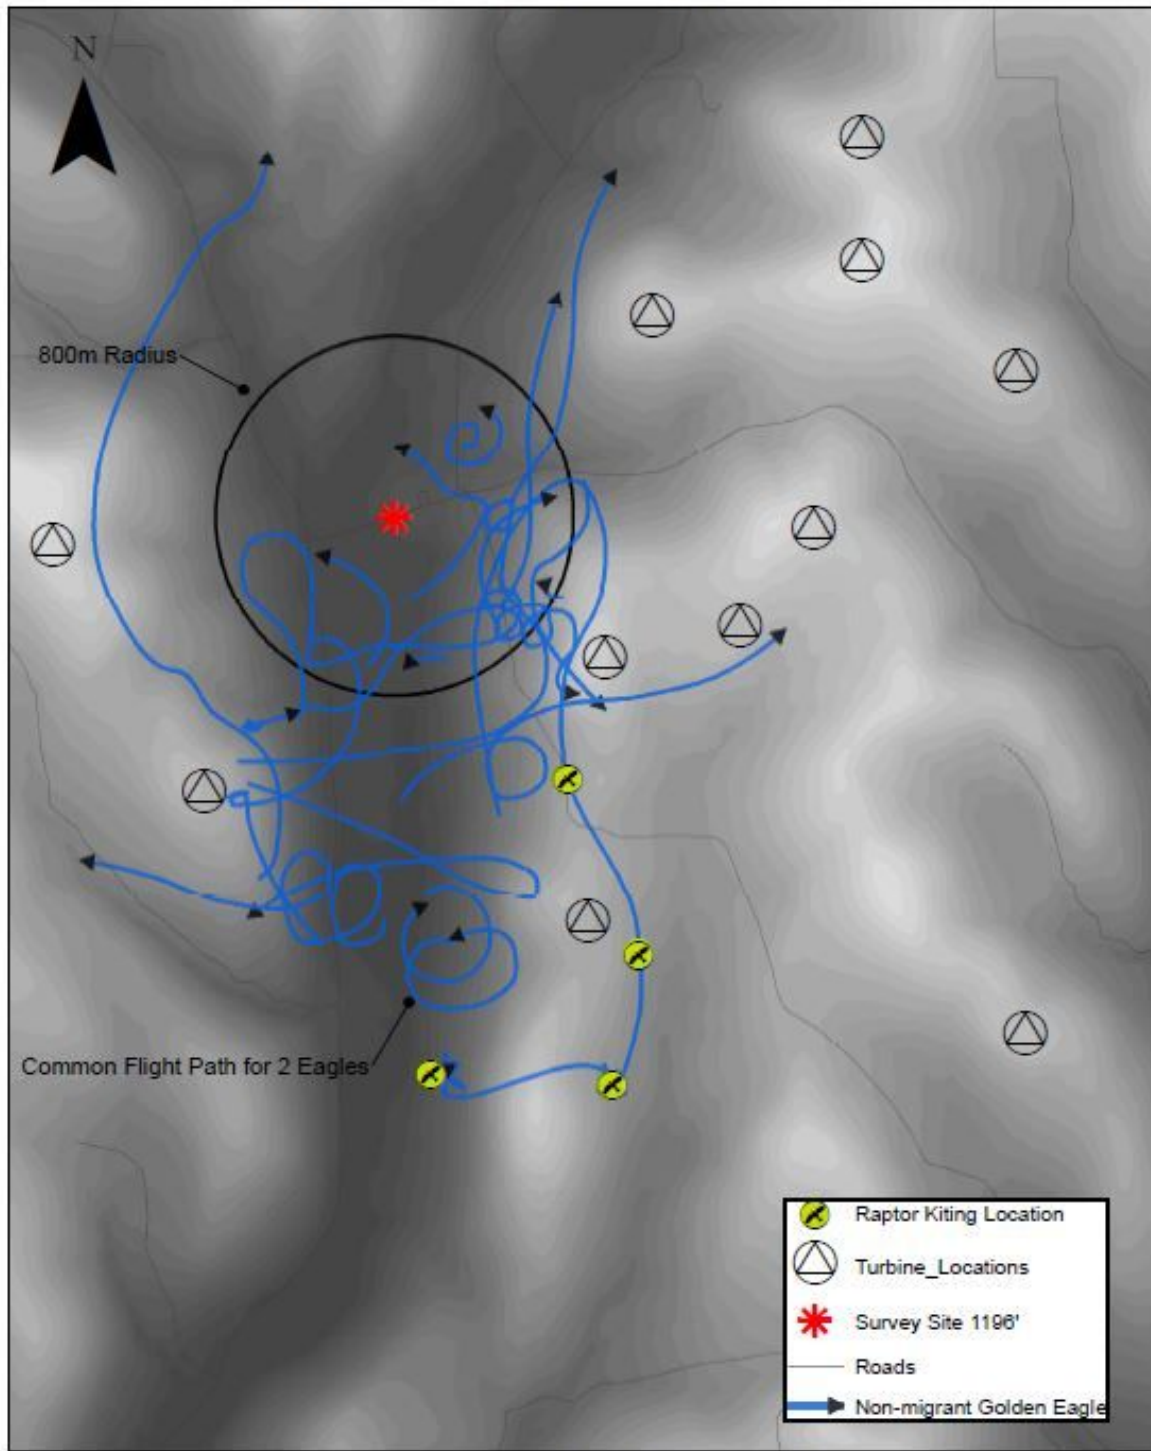 N
800m Radius
Common Flight Path for 2 Eagles
Raptor Kiting Location
Turbine_Locations
Survey Site 1196'
Roads
Non-migrant Golden Eagle